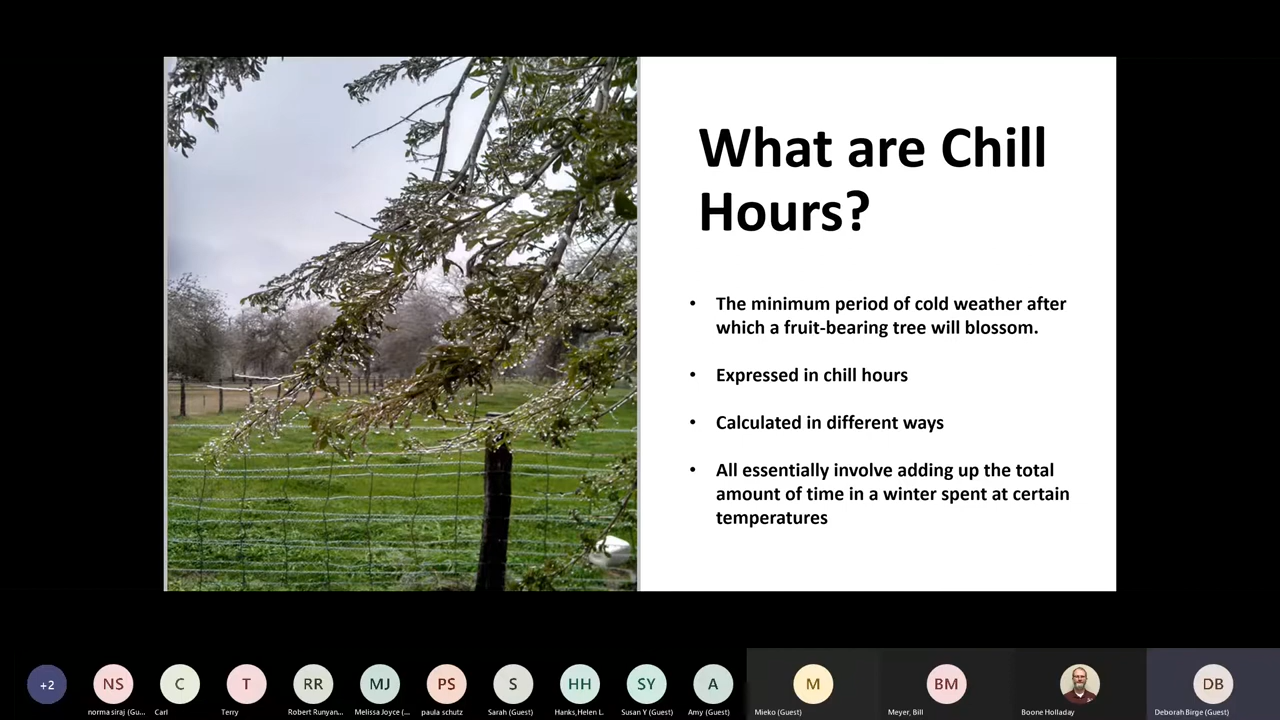 What are Chill
Hours?
• The minimum period of cold weather after
which a fruit-bearing tree will blossom.
• Expressed in chill hours
• Calculated in different ways
• All essentially involve adding up the total
amount of time in a winter spent at certain
temperatures
+2
NS
C
T
RR
MJ
PS
S
HH
SY
A
M
BM
DB
norma siraj (Gu...
Carl
Terry
Robert Runyan...
Melissa Joyce (...
paula schutz
Sarah (Guest)
Hanks,Helen L.
Susan Y (Guest)
Amy (Guest)
Mieko (Guest)
Meyer, Bill
Boone Holladay
Deborah Birge (Guest)